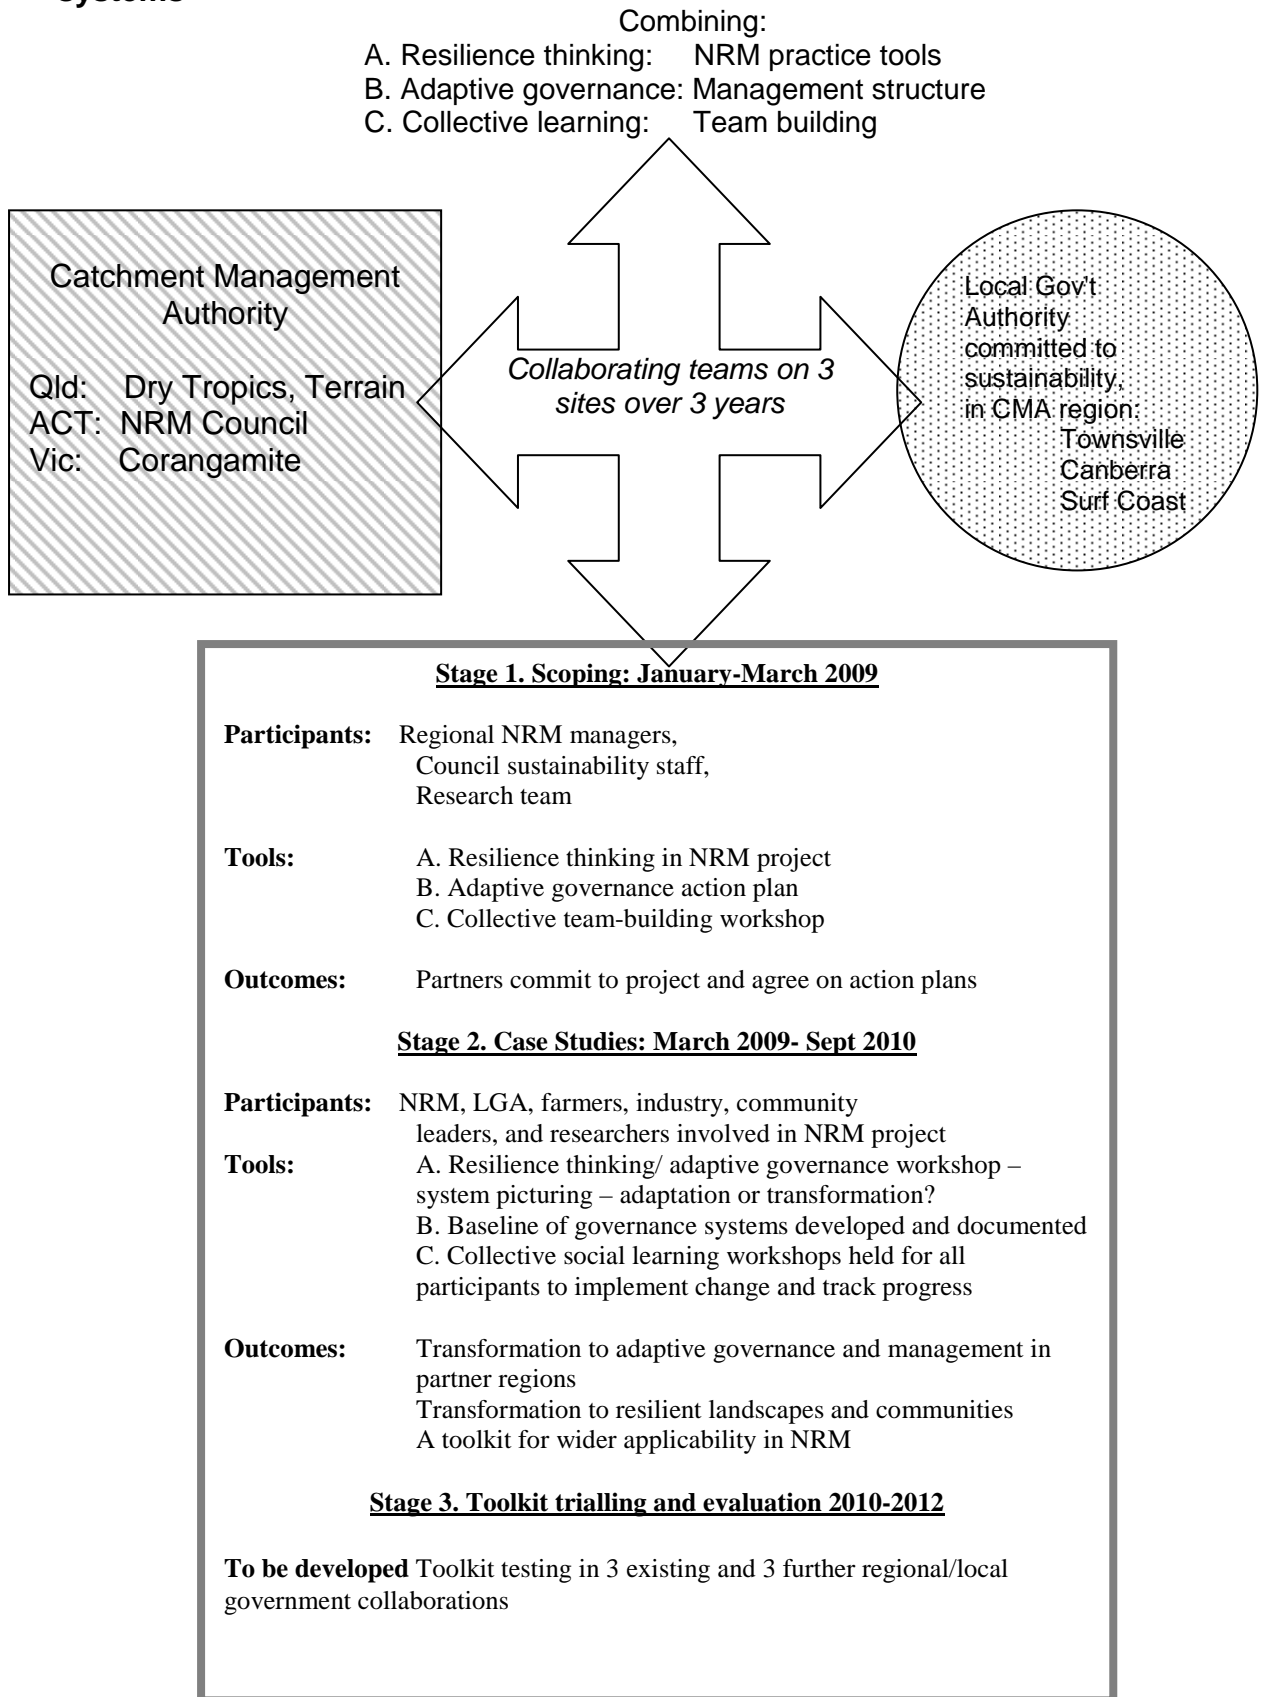 Systems
Combining:
A. Resilience thinking: NRM practice tools
B. Adaptive governance: Management structure
C. Collective learning: Team building
Catchment Management
Authority
Qld: Dry Tropics, Terrain
ACT: NRM Council
Vic: Corangamite
Collaborating teams on 3
sites over 3 years
Local Gov't
Authority
committed to
sustainability,
in CMA region:
Townsville
Canberra
Surf Coast
Stage 1. Scoping: January-March 2009
Participants: Regional NRM managers,
Council sustainability staff,
Research team
Tools: A. Resilience thinking in NRM project
B. Adaptive governance action plan
C. Collective team-building workshop
Outcomes: Partners commit to project and agree on action plans
Stage 2. Case Studies: March 2009- Sept 2010
Participants: NRM, LGA, farmers, industry, community
leaders, and researchers involved in NRM project
Tools: A. Resilience thinking/ adaptive governance workshop –
system picturing – adaptation or transformation?
B. Baseline of governance systems developed and documented
C. Collective social learning workshops held for all
participants to implement change and track progress
Outcomes: Transformation to adaptive governance and management in
partner regions
Transformation to resilient landscapes and communities
A toolkit for wider applicability in NRM
Stage 3. Toolkit trialling and evaluation 2010-2012
To be developed Toolkit testing in 3 existing and 3 further regional/local
government collaborations